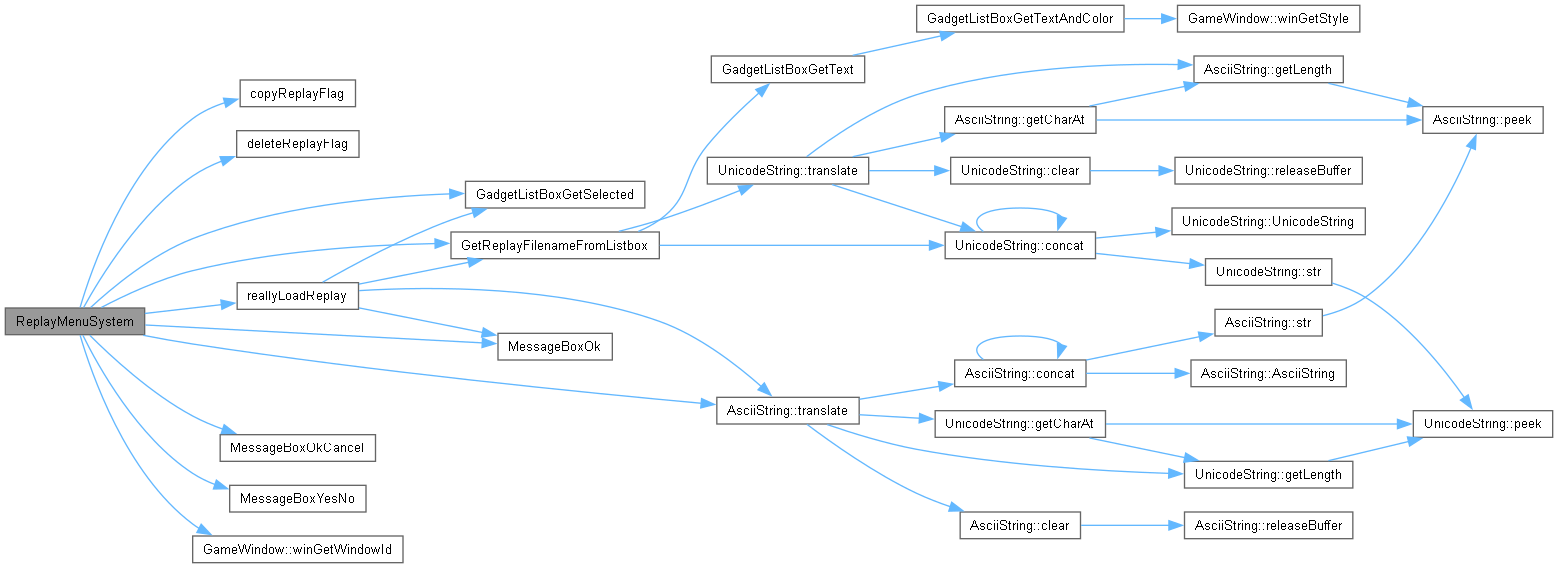 GadgetListBoxGetTextAndColor
GameWindow::winGetStyle
GadgetListBoxGetText
AsciiString::getLength
copyReplayFlag
AsciiString::getCharAt
AsciiString::peek
deleteReplayFlag
UnicodeString::translate
UnicodeString::clear
UnicodeString::releaseBuffer
GadgetListBoxGetSelected
UnicodeString::UnicodeString
GetReplayFilenameFromListbox
UnicodeString::concat
UnicodeString::str
reallyLoadReplay
ReplayMenuSystem
AsciiString::str
MessageBoxOk
AsciiString::concat
AsciiString::AsciiString
AsciiString::translate
UnicodeString::getCharAt
UnicodeString::peek
MessageBoxOkCancel
UnicodeString::getLength
MessageBoxYesNo
AsciiString::clear
AsciiString::releaseBuffer
GameWindow::winGetWindowId